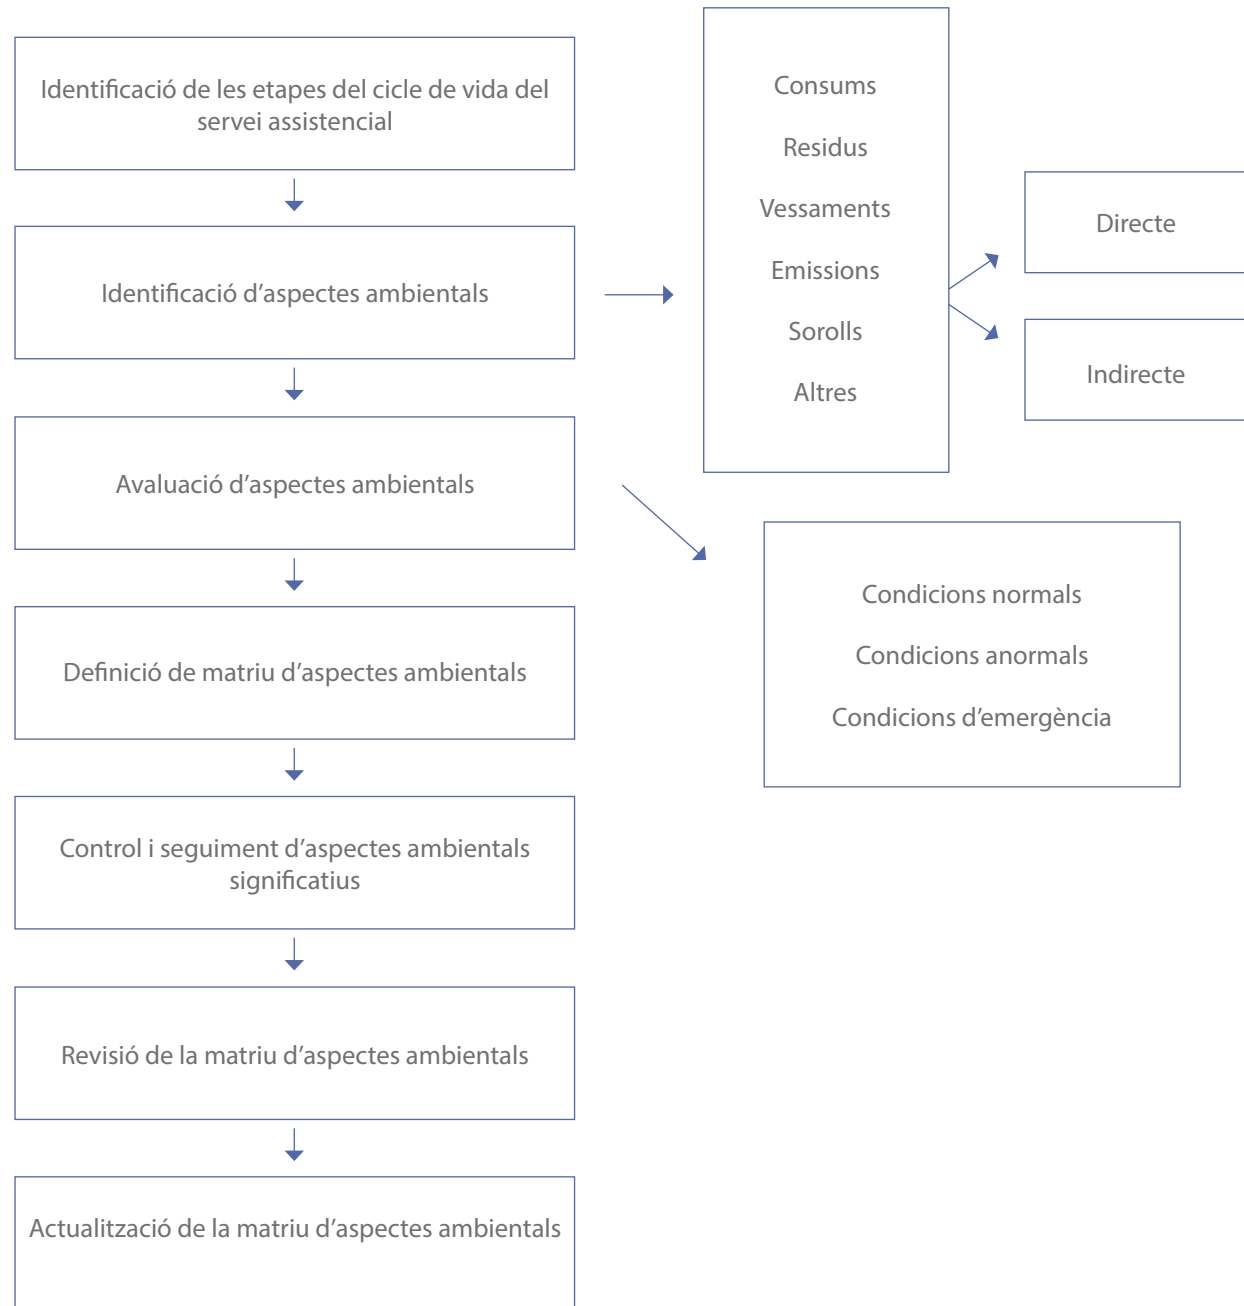 Identificació de les etapes del cicle de vida del
servei assistencial
Identificació d'aspectes ambientals
Avaluació d'aspectes ambientals
Definició de matriu d'aspectes ambientals
Control i seguiment d'aspectes ambientals
significatius
Revisió de la matriu d'aspectes ambientals
Actualització de la matriu d'aspectes ambientals
Consums
Residus
Vessaments
Emissions
Sorolls
Altres
Directe
Indirecte
Condicions normals
Condicions anormals
Condicions d'emergència